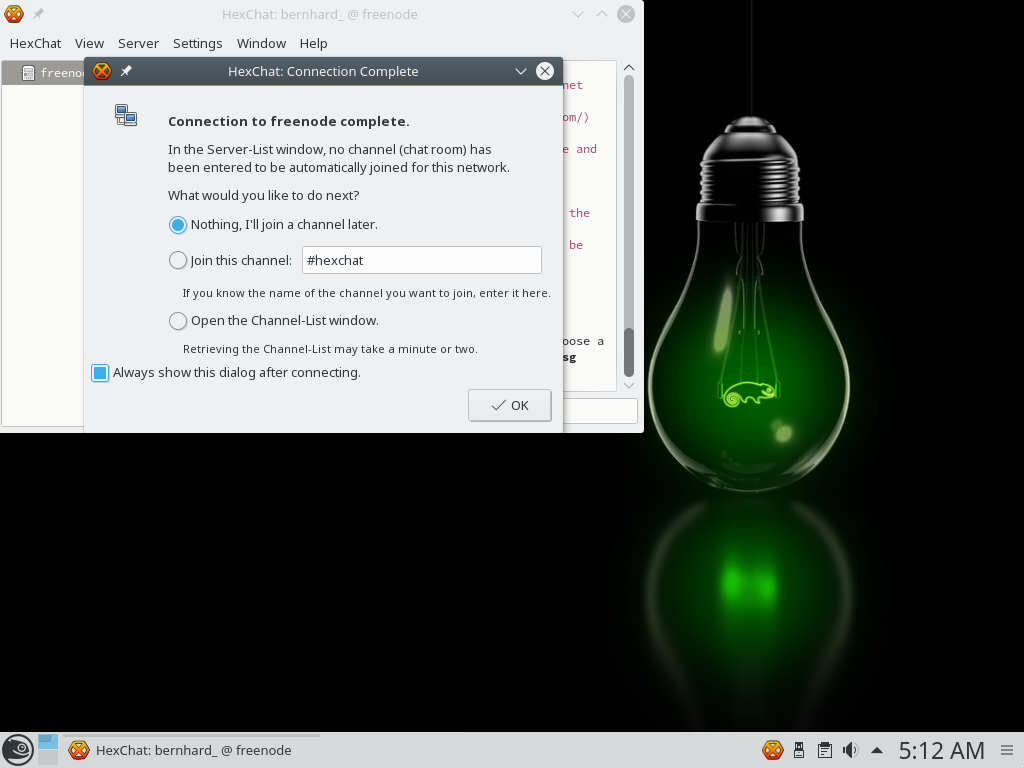 HexChat: bernhard_ @ freenode
HexChat View Server Settings Window Help
HexChat: Connection Complete
net
om/)
e and
the
be
oose a
sg
Connection to freenode complete.
In the Server-List window, no channel (chat room) has
been entered to be automatically joined for this network.
What would you like to do next?
Nothing, I'll join a channel later.
Join this channel: #hexchat
If you know the name of the channel you want to join, enter it here.
Open the Channel-List window.
Retrieving the Channel-List may take a minute or two.
Always show this dialog after connecting.
OK
HexChat: bernhard_ @ freenode
5:12 AM